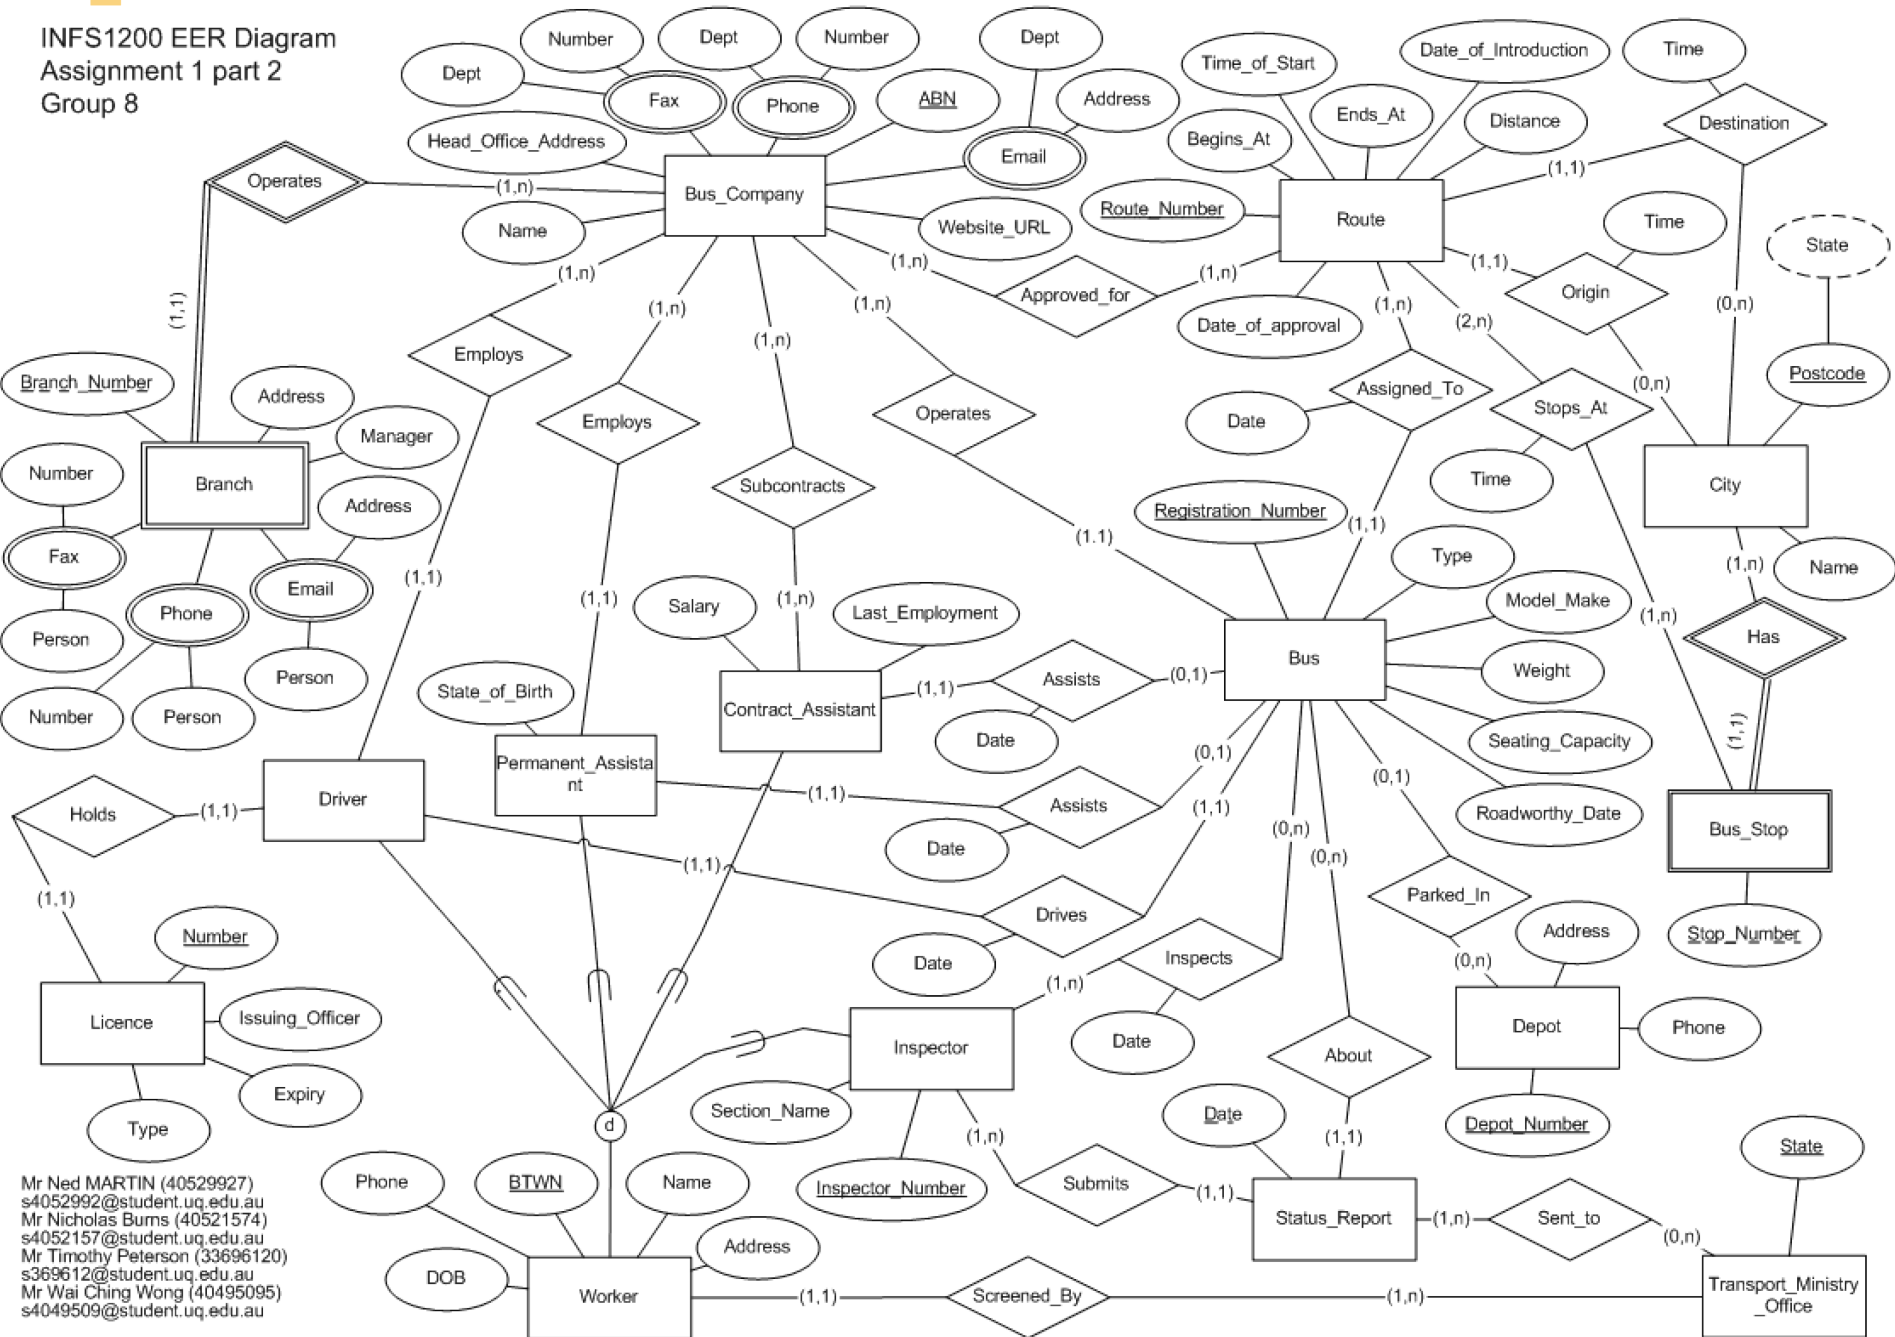 INFS1200 EER Diagram
Assignment 1 part 2
Group 8
Dept
Number
Fax
Dept
Number
Phone
ABN
Dept
Address
Email
Head_Office_Address
Name
Bus_Company
Website_URL
Operates
(1,n)
(1,1)
Time_of_Start
Date_of_Introduction
Time
Begins_At
Ends_At
Distance
Destination
(1,1)
Route_Number
Route
Time
State
(1,n)
Approved_for
(1,n)
(1,1)
Origin
(0,n)
Date_of_approval
(1,n)
(1,n)
(1,n)
(1,n)
(1,n)
(2,n)
Employs
Employs
Operates
Assigned_To
Date
Stops_At
Time
(0,n)
Postcode
City
Name
(1,n)
Has
(1,1)
(1,n)
Branch_Number
Address
Manager
Branch
Number
Address
Fax
Person
Phone
Email
Number
Person
Person
(1,1)
(1,1)
Subcontracts
(1,n)
(1.1)
(1,1)
Registration_Number
Type
Model_Make
Weight
Seating_Capacity
Roadworthy_Date
Bus
Salary
Last_Employment
Contract_Assistant
(1,1)
Assists
(0,1)
Date
State_of_Birth
Permanent_Assista
nt
(1,1)
Assists
(0,1)
Date
Driver
(1,1)
Holds
(1,1)
(1,1)
Drives
(1,1)
Date
(0,n)
(0,n)
(0,1)
Parked_In
(0,n)
Bus_Stop
Stop_Number
Address
Depot
Phone
Depot_Number
Number
Licence
Issuing_Officer
Expiry
Type
Inspects
(1,n)
Date
Inspector
Section_Name
Inspector_Number
(1,n)
About
(1,1)
Date
Submits
(1,1)
Status_Report
(1,n)
Sent_to
(0,n)
State
Transport_Ministry
_Office
d
Phone
BTWN
Name
Address
DOB
Worker
(1,1)
Screened_By
(1,n)
Mr Ned MARTIN (40529927)
s4052992@student.uq.edu.au
Mr Nicholas Burns (40521574)
s4052157@student.uq.edu.au
Mr Timothy Peterson (33696120)
s369612@student.uq.edu.au
Mr Wai Ching Wong (40495095)
s4049509@student.uq.edu.au